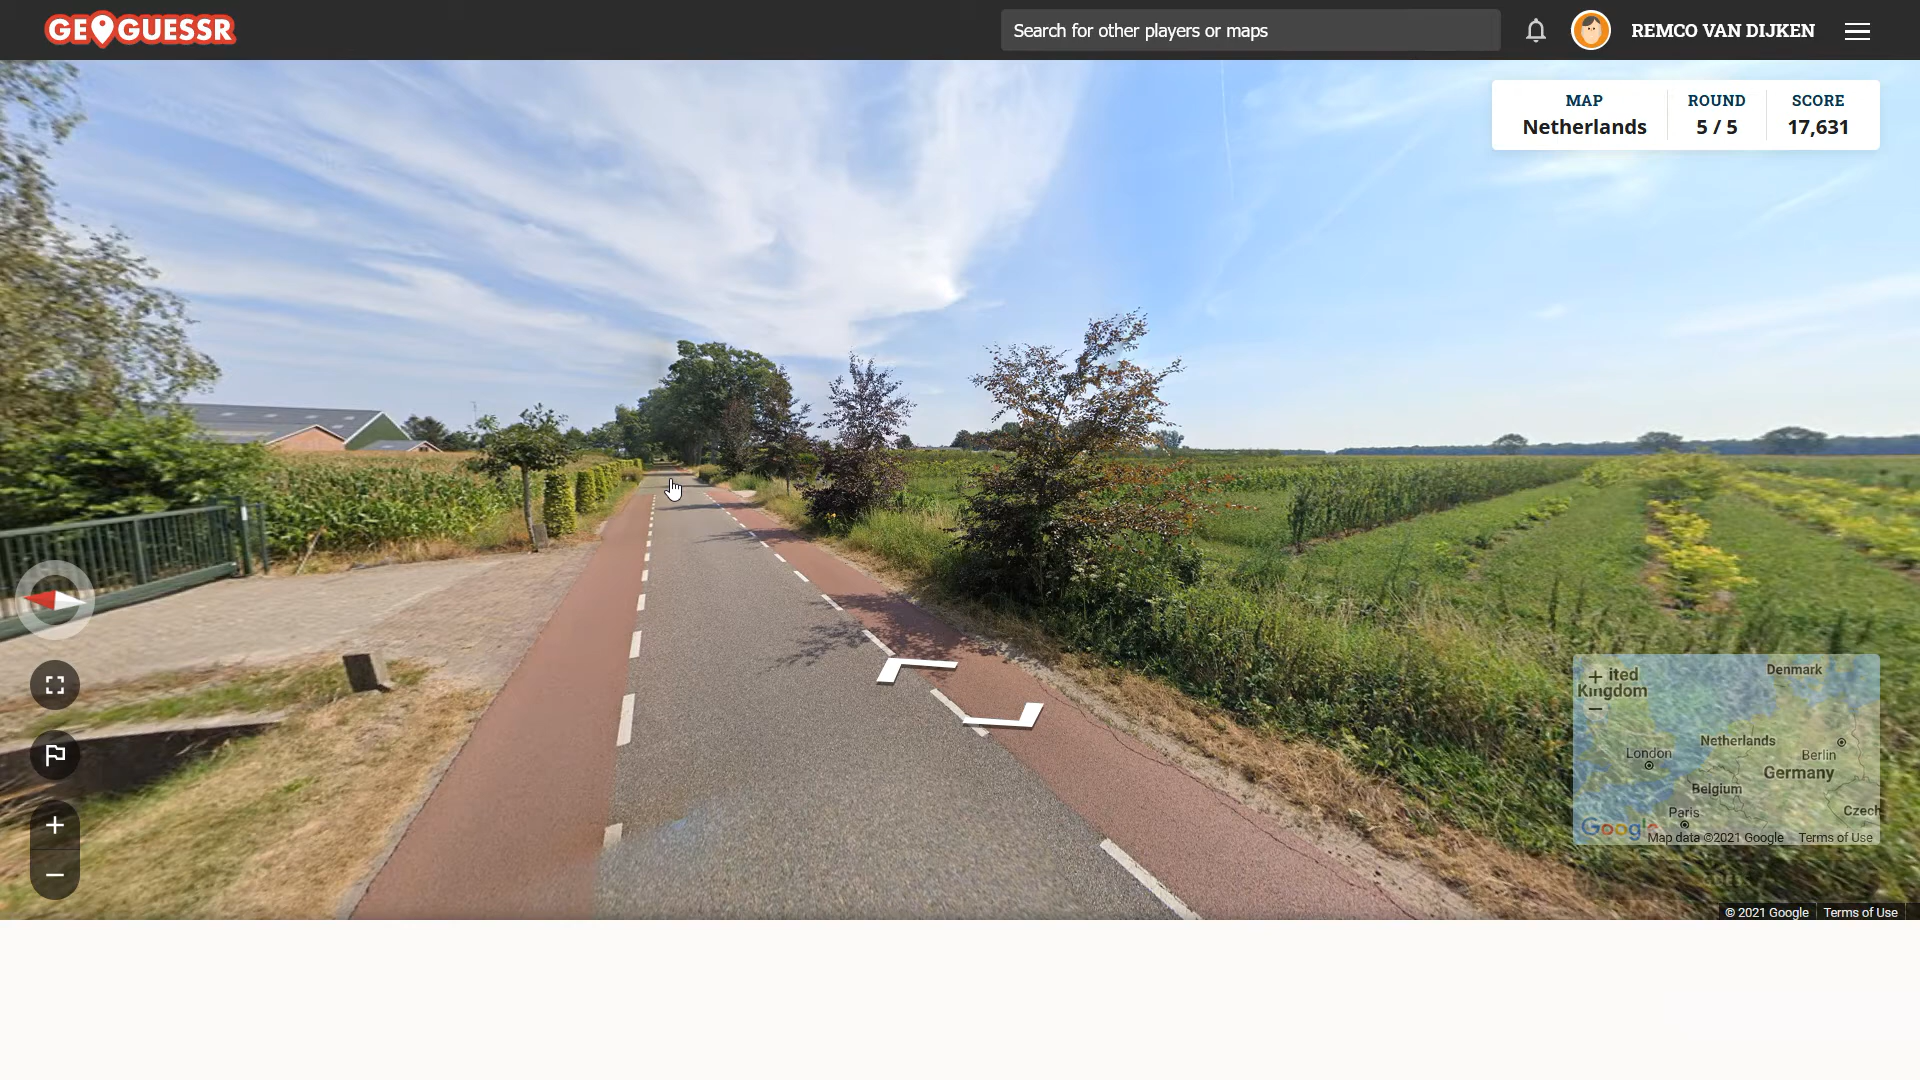 GEOGUESSR
Search for other players or maps
REMCO VAN DIJKEN
MAP
Netherlands
ROUND
5 / 5
SCORE
17,631
Denmark
ited
Kingdom
Netherlands
London
Berlin
Germany
Belgium
Paris
Czech
Google
Map data ©2021 Google
Terms of Use
© 2021 Google
Terms of Use